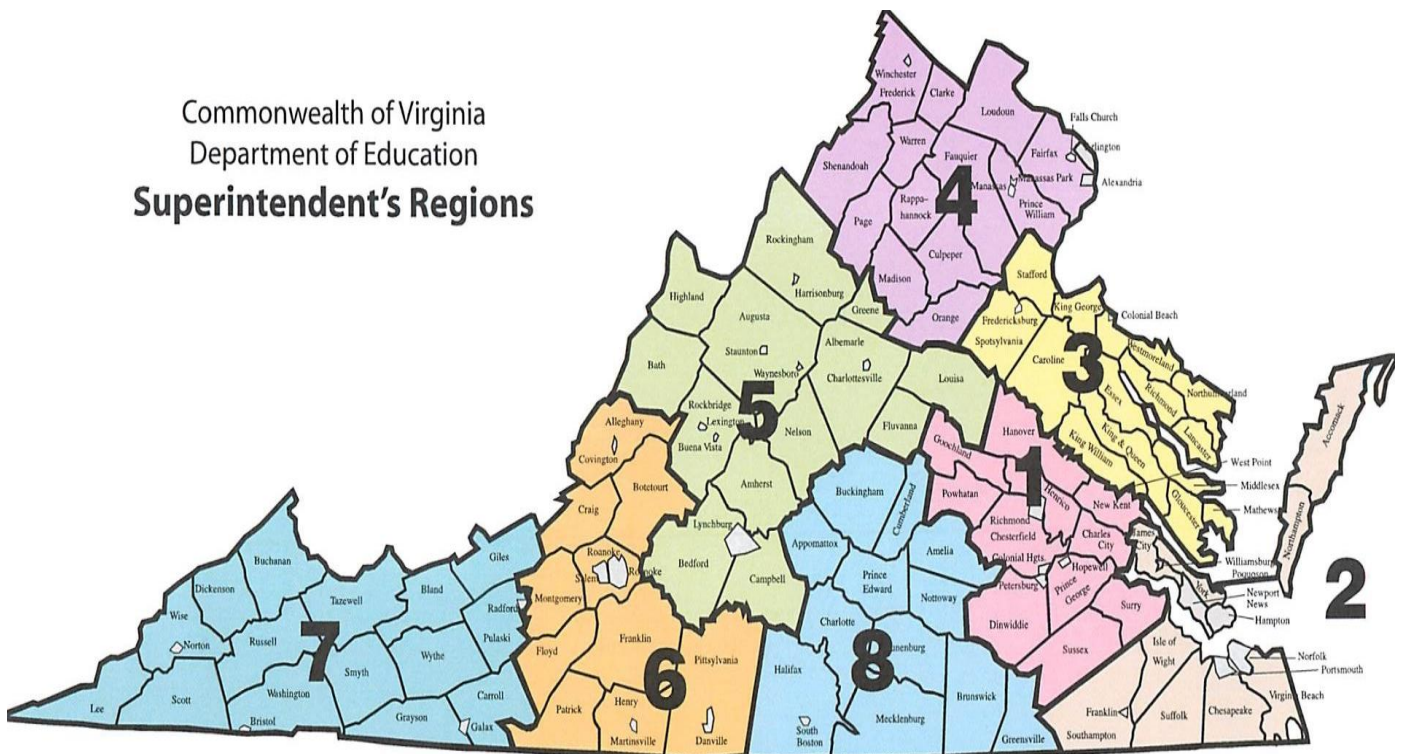 Commonwealth of Virginia
Department of Education
Superintendent's Regions
Winchester
Frederick
Clarke
Loudoun
Falls Church
Warren
Shenandoah
Fauquier
Fairfax
Manassas
Manassas Park
Alexandria
4
Rappa-
hannock
Prince
William
Page
Culpeper
Madison
Orange
Rockingham
Harrisonburg
Highland
Augusta
Greene
Staunton
Albemarle
Bath
Waynesboro
Charlottesville
Louisa
5
Rockbridge
Lexington
Nelson
Fluvanna
Buena Vista
Amherst
Lynchburg
Bedford
Campbell
Stafford
King George
Fredericksburg
Colonial Beach
Spotsylvania
Caroline
3
Westmoreland
Essex
Richmond
Northumberland
Lancaster
King & Queen
King William
West Point
Middlesex
Gloucester
Mathews
Accomack
Northampton
Hanover
Goochland
1
Henrico
Powhatan
New Kent
Richmond
Chesterfield
Charles
City
Colonial Hgts.
Hopewell
Petersburg
Prince
George
Surry
Dinwiddie
Sussex
James
City
Williamsburg
Poquoson
York
Newport
News
2
Hampton
Isle of
Wight
Norfolk
Portsmouth
Virginia Beach
Franklin
Suffolk
Chesapeake
Southampton
Alleghany
Covington
Botetourt
Craig
Roanoke
Salem
Roanoke
Montgomery
Floyd
Franklin
Pittsylvania
6
Patrick
Henry
Martinsville
Danville
Buchanan
Giles
Dickenson
Tazewell
Bland
Wise
Radford
Norton
Russell
7
Pulaski
Wythe
Smyth
Lee
Scott
Washington
Carroll
Grayson
Bristol
Galax
Buckingham
Cumberland
Appomattox
Amelia
Prince
Edward
Nottoway
Charlotte
8
Halifax
Brunswick
Mecklenburg
South
Boston
Greensville